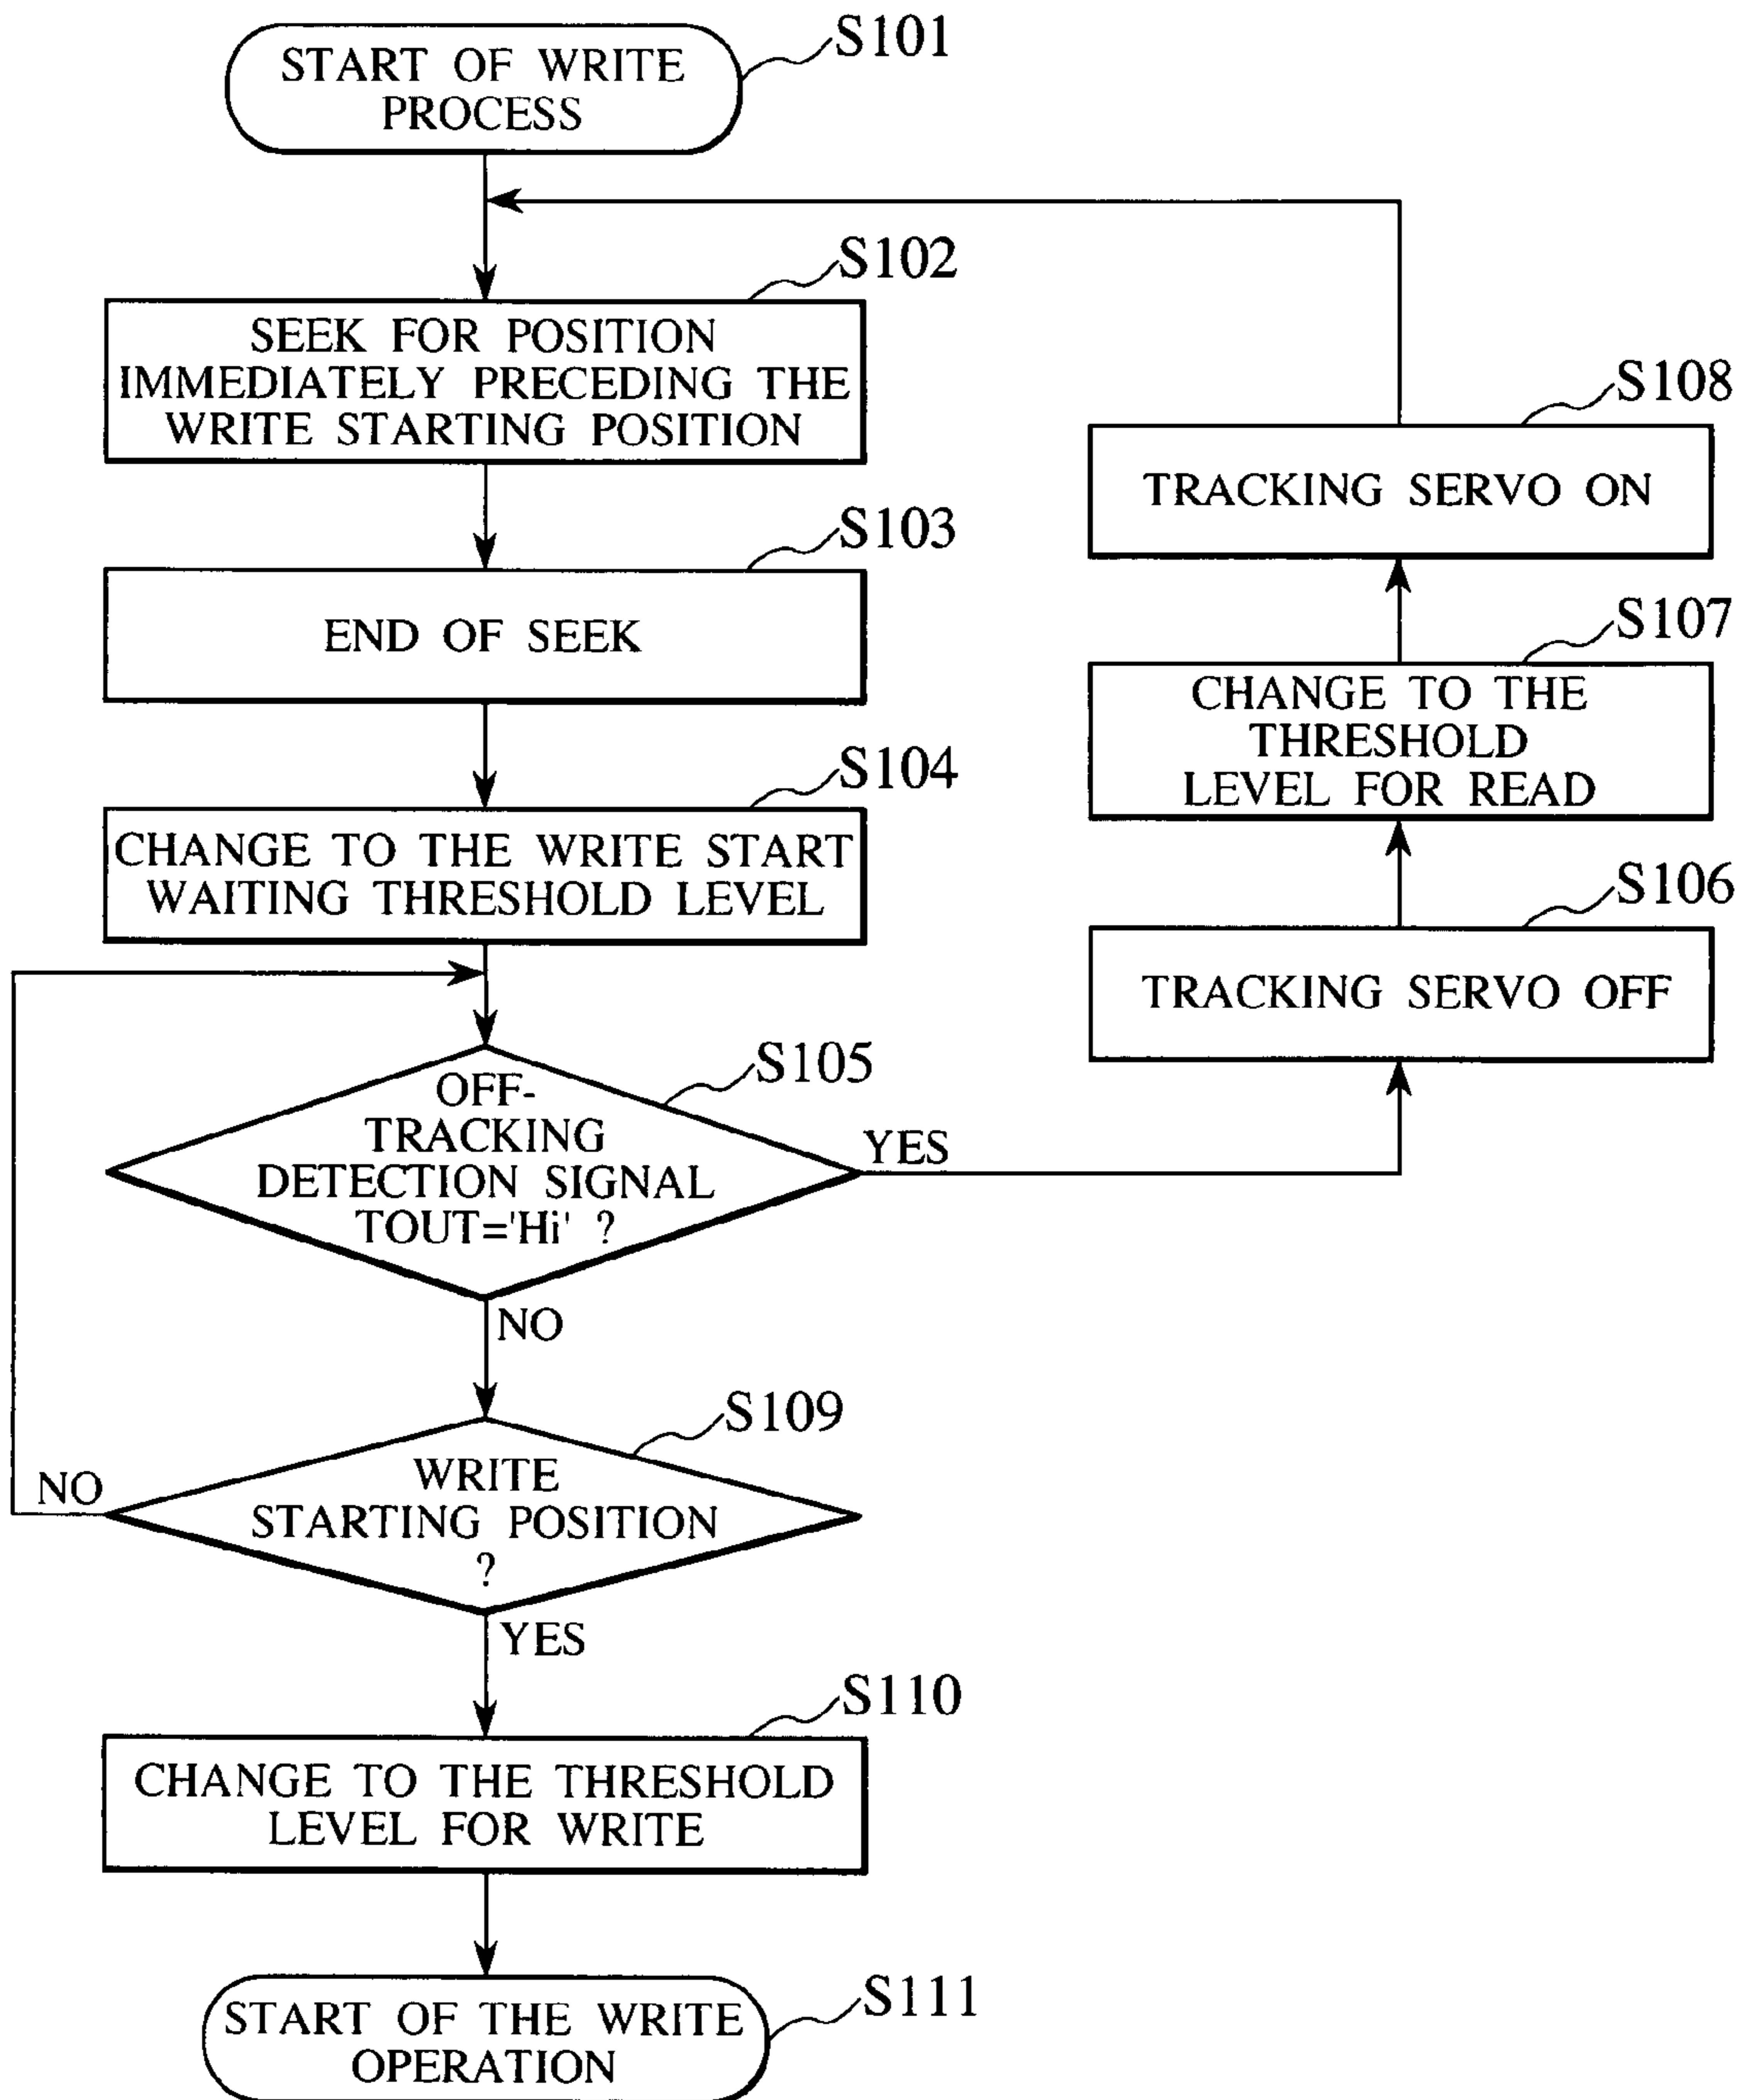 S101
START OF WRITE
PROCESS
S102
SEEK FOR POSITION
IMMEDIATELY PRECEDING THE
WRITE STARTING POSITION
S103
END OF SEEK
S104
CHANGE TO THE WRITE START
WAITING THRESHOLD LEVEL
S105
OFF-
TRACKING
DETECTION SIGNAL
TOUT='Hi' ?
YES
NO
S108
TRACKING SERVO ON
S107
CHANGE TO THE
THRESHOLD
LEVEL FOR READ
S106
TRACKING SERVO OFF
S109
WRITE
STARTING POSITION
?
NO
YES
S110
CHANGE TO THE THRESHOLD
LEVEL FOR WRITE
S111
START OF THE WRITE
OPERATION